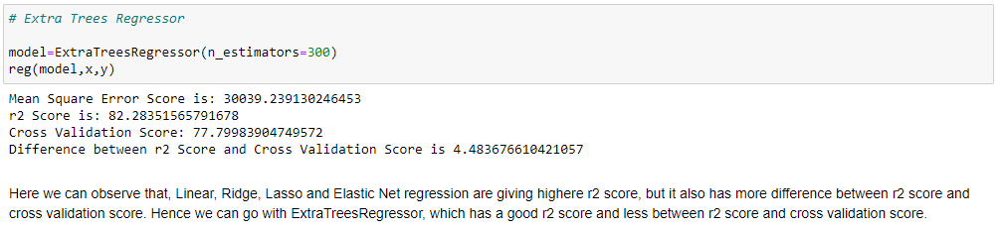 # Extra Trees Regressor
model=ExtraTreesRegressor(n_estimators=300)
reg(model,x,y)
Mean Square Error Score is: 30039.239130246453
r2 Score is: 82.28351565791678
Cross Validation Score: 77.79983904749572
Difference between r2 Score and Cross Validation Score is 4.483676610421057
Here we can observe that, Linear, Ridge, Lasso and Elastic Net regression are giving highere r2 score, but it also has more difference between r2 score and
cross validation score. Hence we can go with ExtraTreesRegressor, which has a good r2 score and less between r2 score and cross validation score.